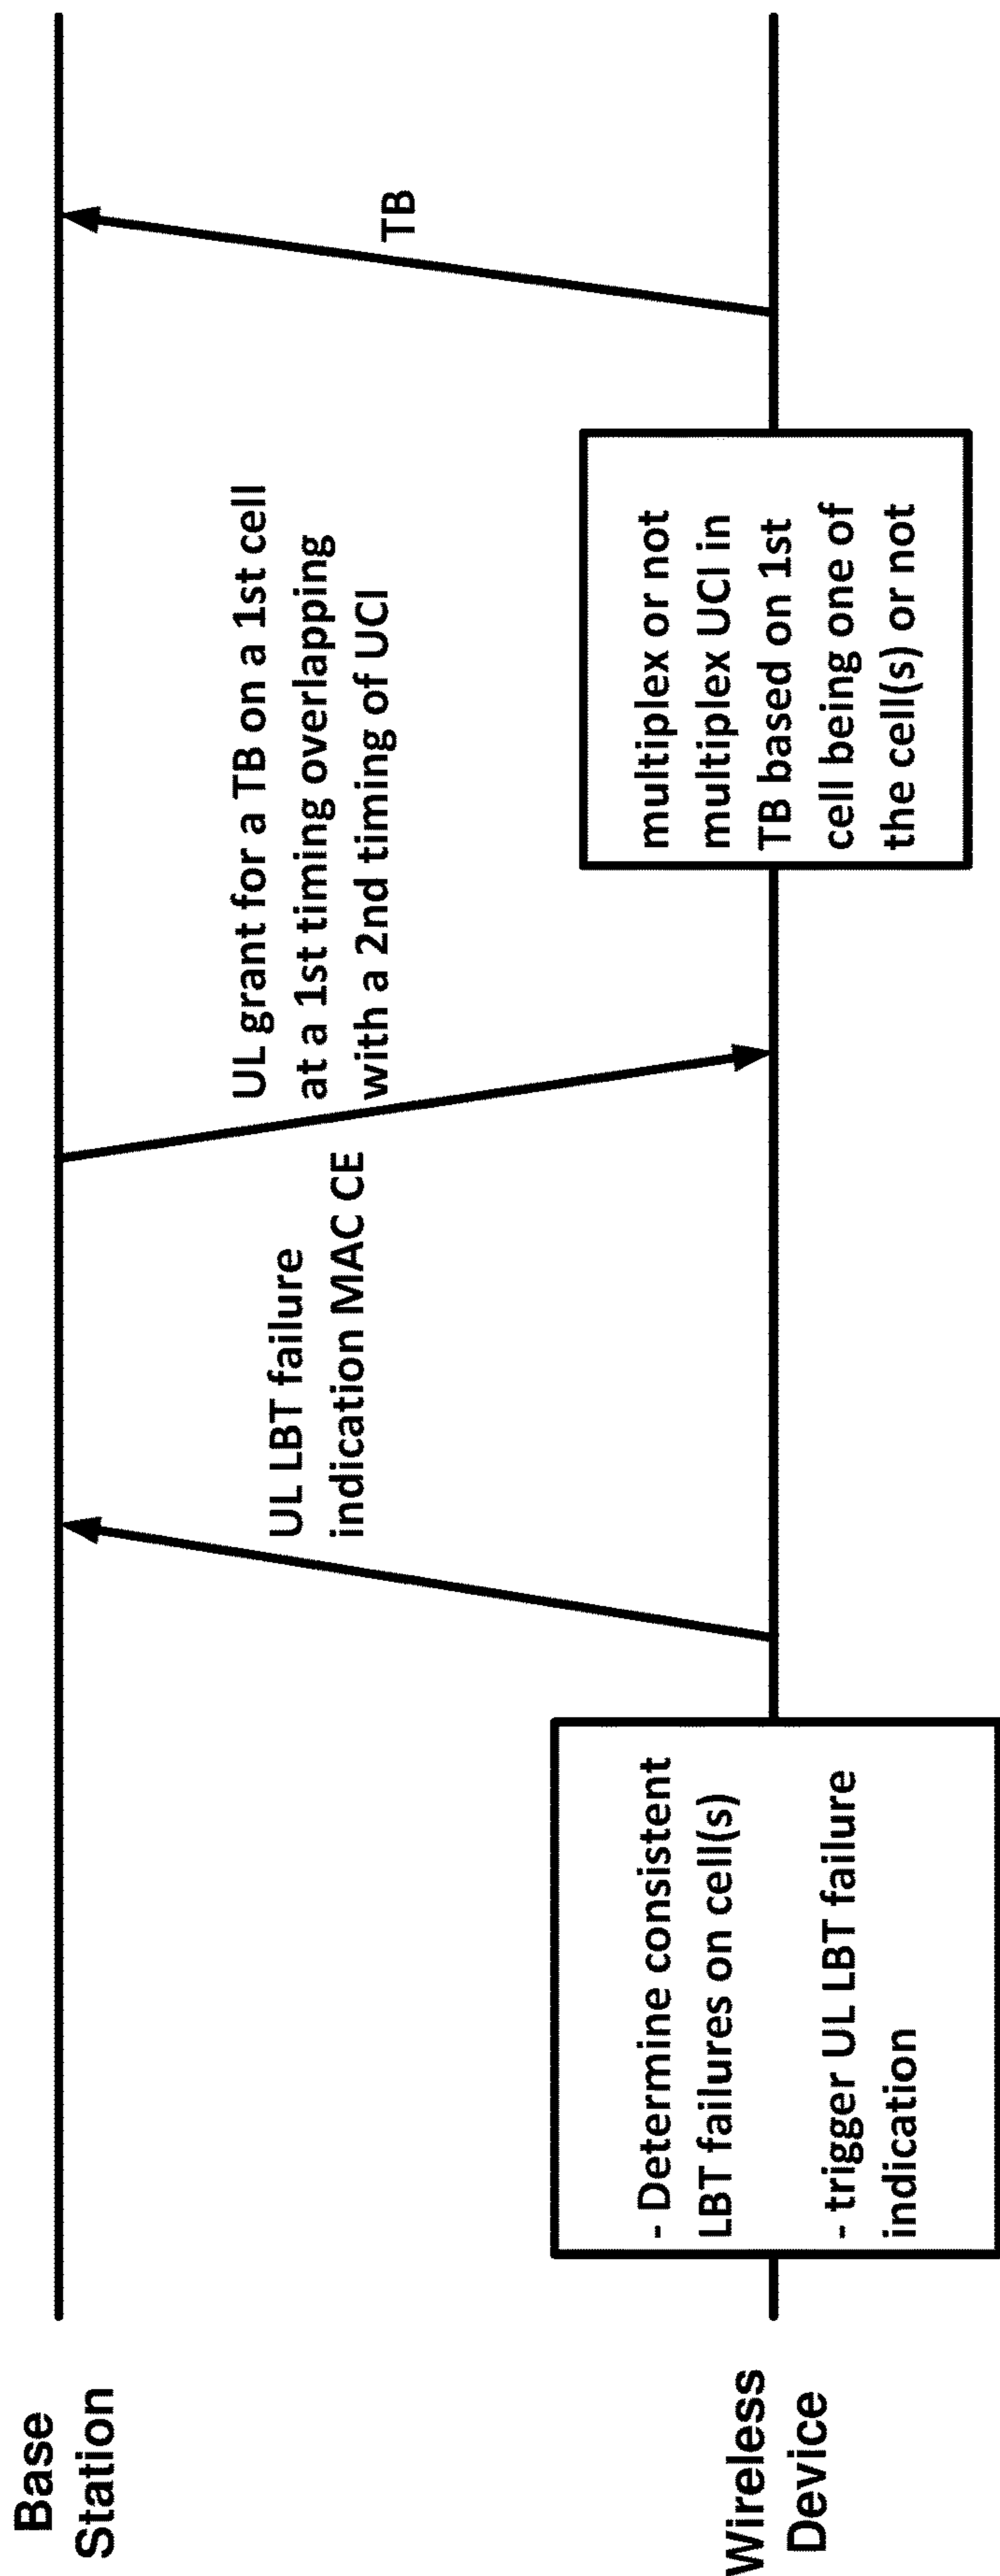 Base
Station
Wireless
Device
- Determine consistent
LBT failures on cell(s)
- trigger UL LBT failure
indication
UL LBT failure
indication MAC CE
UL grant for a TB on a 1st cell
at a 1st timing overlapping
with a 2nd timing of UCI
multiplex or not
multiplex UCI in
TB based on 1st
cell being one of
the cell(s) or not
TB